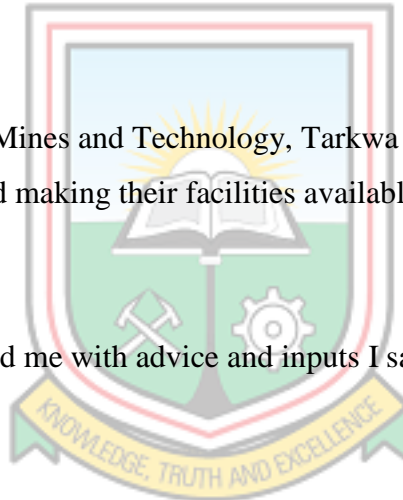 Mines and Technology, Tarkwa
d making their facilities availabl
d me with advice and inputs I sa
KNOWLEDGE, TRUTH AND EXCELLENCE